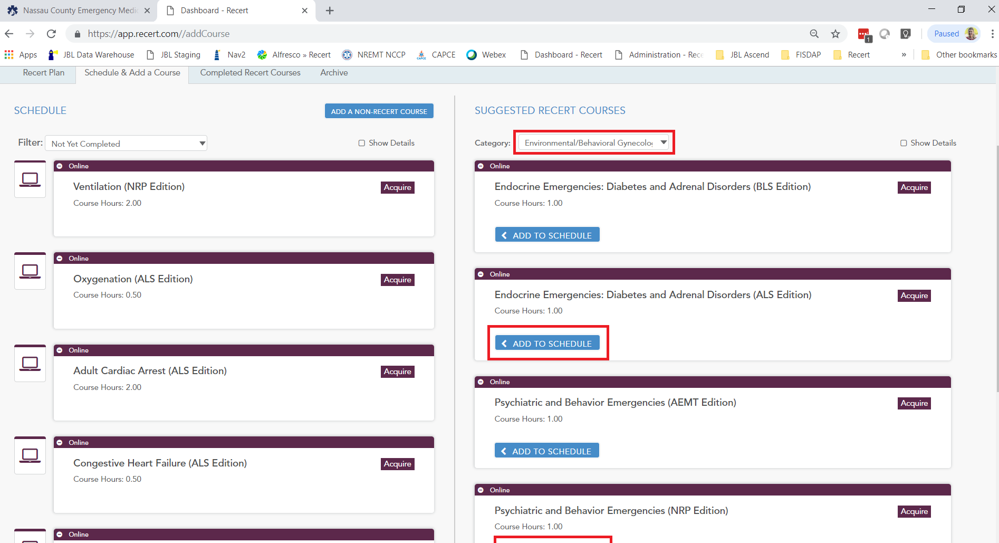 Nassau County Emergency Medic
Dashboard - Recert
https://app.recert.com//addCourse
1
Paused
Apps
JBL Data Warehouse
JBL Staging
Nav2
Alfresco » Recert
NREMT NCCP
CAPCE
CAPCE
Webex
Dashboard - Recert
Administration - Rece
JBL Ascend
FISDAP
Recert
»
Other bookmarks
Recert Plan
Schedule & Add a Course
Completed Recert Courses
Archive
SCHEDULE
ADD A NON-RECERT COURSE
Filter:
Not Yet Completed
Show Details
Online
Ventilation (NRP Edition)
Acquire
Course Hours: 2.00
Online
Oxygenation (ALS Edition)
Acquire
Course Hours: 0.50
Online
Adult Cardiac Arrest (ALS Edition)
Acquire
Course Hours: 2.00
Online
Congestive Heart Failure (ALS Edition)
Acquire
Course Hours: 0.50
Online
SUGGESTED RECERT COURSES
Category:
Environmental/Behavioral Gynecolo
Show Details
Online
Endocrine Emergencies: Diabetes and Adrenal Disorders (BLS Edition)
Acquire
Course Hours: 1.00
ADD TO SCHEDULE
Online
Endocrine Emergencies: Diabetes and Adrenal Disorders (ALS Edition)
Acquire
Course Hours: 1.00
ADD TO SCHEDULE
Online
Psychiatric and Behavior Emergencies (AEMT Edition)
Acquire
Course Hours: 1.00
ADD TO SCHEDULE
Online
Psychiatric and Behavior Emergencies (NRP Edition)
Acquire
Course Hours: 1.00